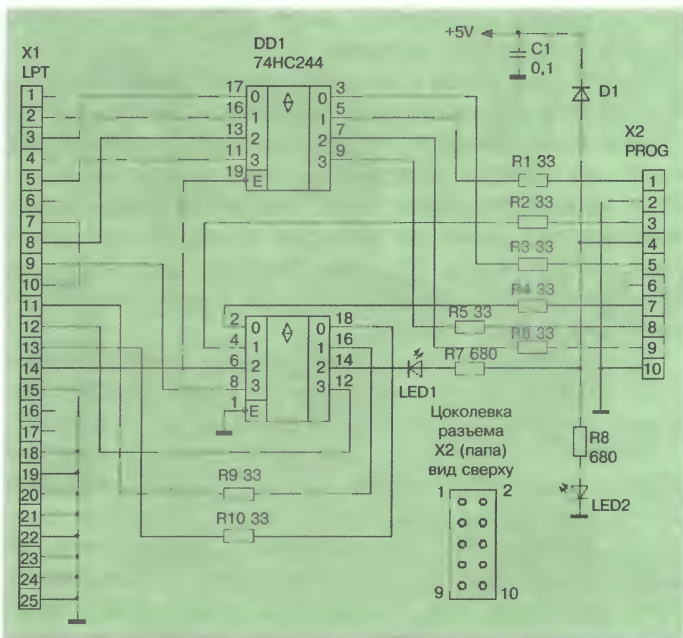 X1
LPT
1
2
3
4
5
6
7
8
9
10
11
12
13
14
15
16
17
18
19
20
21
22
23
24
25
DD1
74HC244
17 0 0 3
16 1 1 5
13 2 2 7
11 3 3 9
19 E
2 0 0 18
4 1 1 16
6 2 2 14
8 3 3 12
1 E
+5V
C1
0,1
D1
R1 33
R2 33
R3 33
R4 33
R5 33
R6 33
R7 680
LED1
R8
680
LED2
R9 33
R10 33
X2
PROG
1
2
3
4
5
6
7
8
9
10
Цоколевка
разъема
X2 (папа)
вид сверху
1 2
9 10